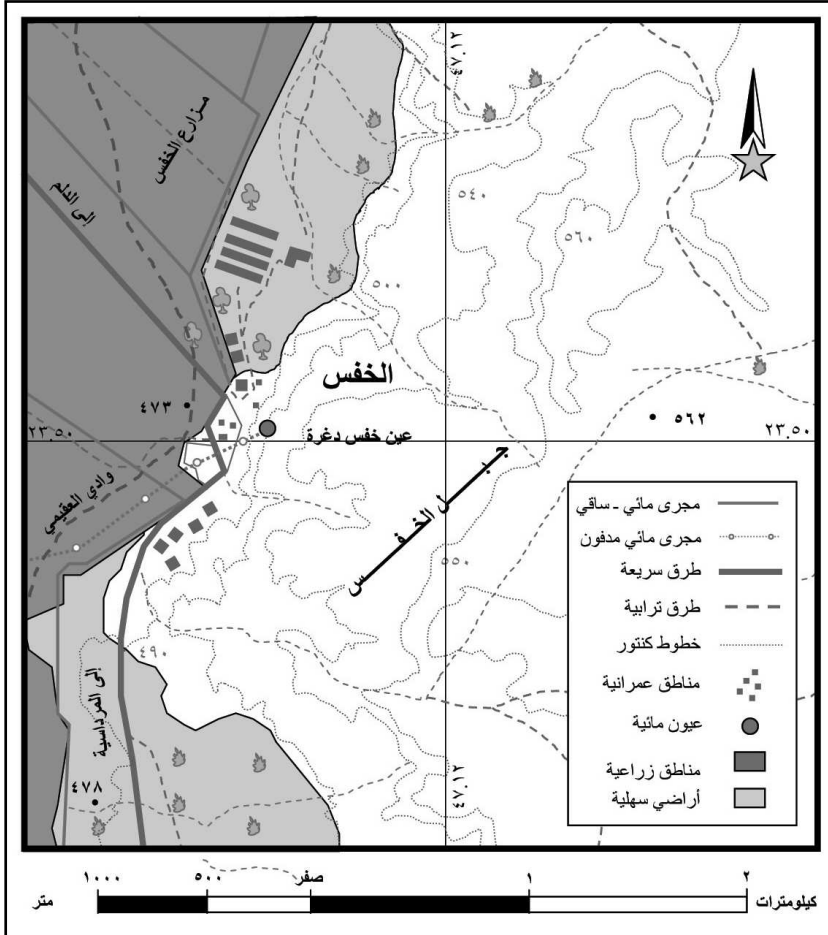 ٤٧.١٢
مزارع الخفس
إلى الدلم
٥٤٠
٥٦٠
٥٠٠
الخفس
٤٧٣
٥٦٢
٢٣.٥٠
عين خفس دغرة
٢٣.٥٠
وادي العقيمي
جبل الخفس
٥٥٠
٤٩٠
إلى المرداسية
٤٧٨
٤٧.١٢
مجرى مائي - ساقي
مجرى مائي مدفون
طرق سريعة
طرق ترابية
خطوط كنتور
مناطق عمرانية
عيون مائية
مناطق زراعية
أراضي سهلية
١٠٠٠ ٥٠٠ صفر ١ ٢
متر
كيلومترات